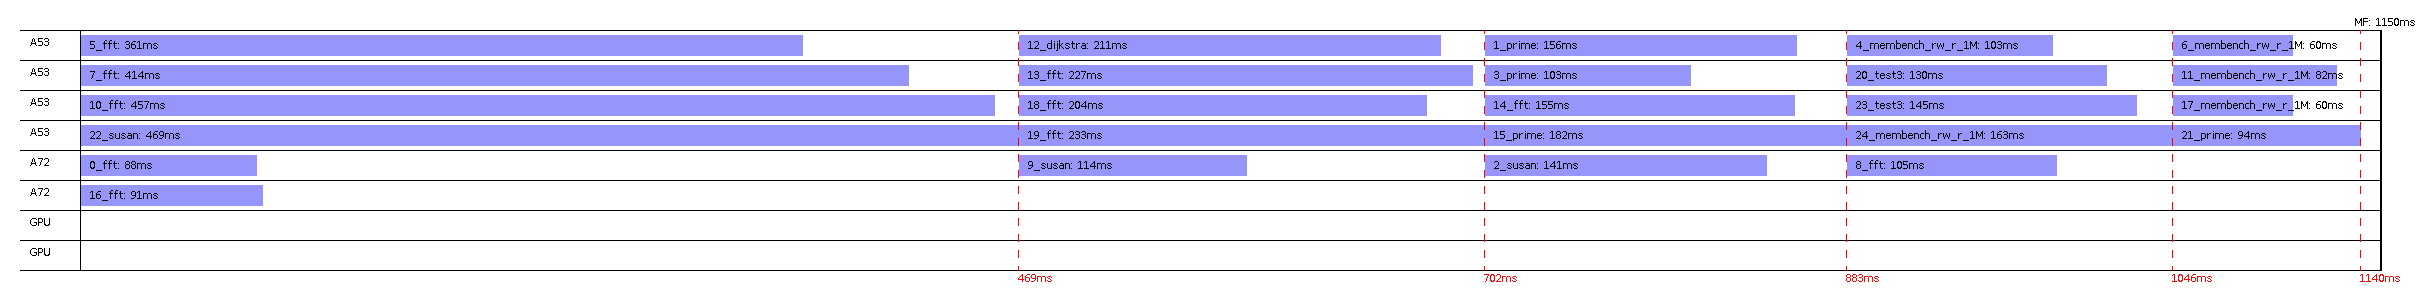 MF: 1150ms
A53 5_fft: 361ms 12_dijkstra: 211ms 1_prime: 156ms 4_membench_rw_r_1M: 103ms 6_membench_rw_r_1M: 60ms
A53 7_fft: 414ms 13_fft: 227ms 3_prime: 103ms 20_test3: 130ms 11_membench_rw_r_1M: 82ms
A53 10_fft: 457ms 18_fft: 204ms 14_fft: 155ms 23_test3: 145ms 17_membench_rw_r_1M: 60ms
A53 22_susan: 469ms 19_fft: 233ms 15_prime: 182ms 24_membench_rw_r_1M: 163ms 21_prime: 94ms
A72 0_fft: 88ms 9_susan: 114ms 2_susan: 141ms 8_fft: 105ms
A72 16_fft: 91ms
GPU
GPU
469ms 702ms 883ms 1046ms 1140ms